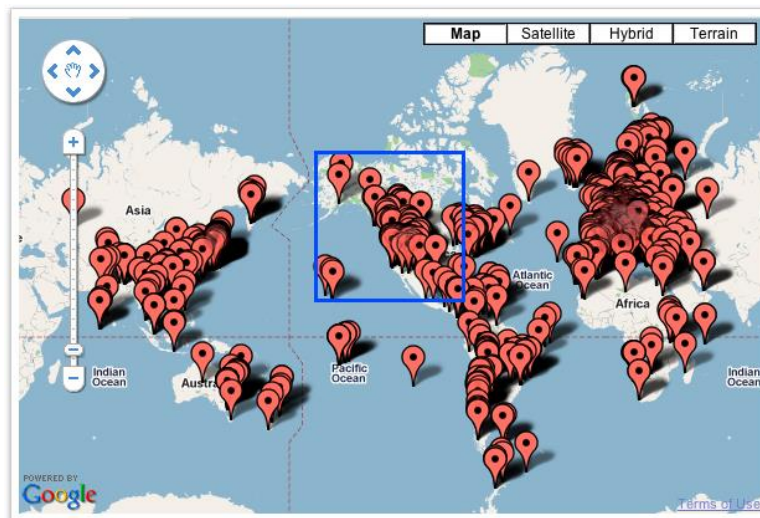 Map Satellite Hybrid Terrain
Asia
Atlantic
Ocean
Africa
Indian
Ocean
Pacific
Ocean
Indian
Ocean
POWERED BY
Google
Terms of Use